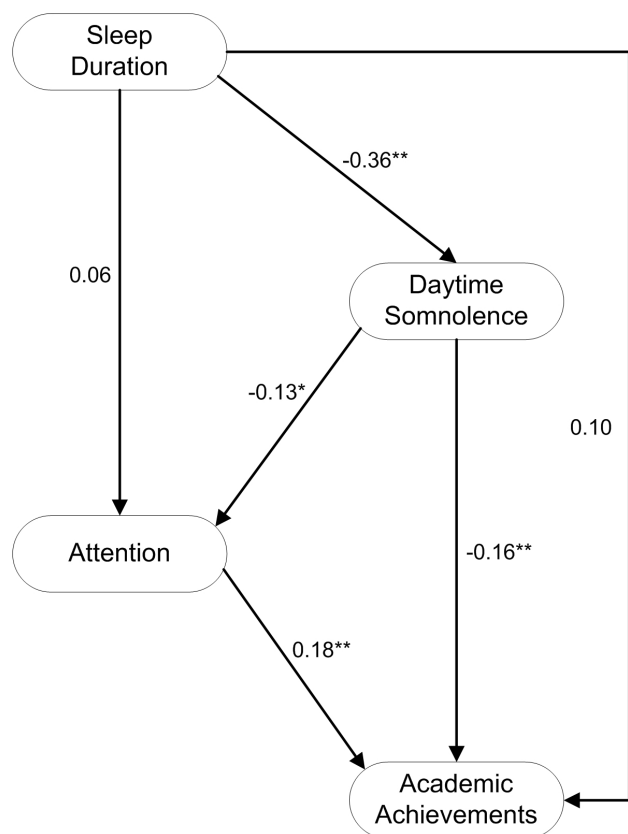 Sleep
Duration
-0.36**
0.06
Daytime
Somnolence
-0.13*
0.10
Attention
-0.16**
0.18**
Academic
Achievements